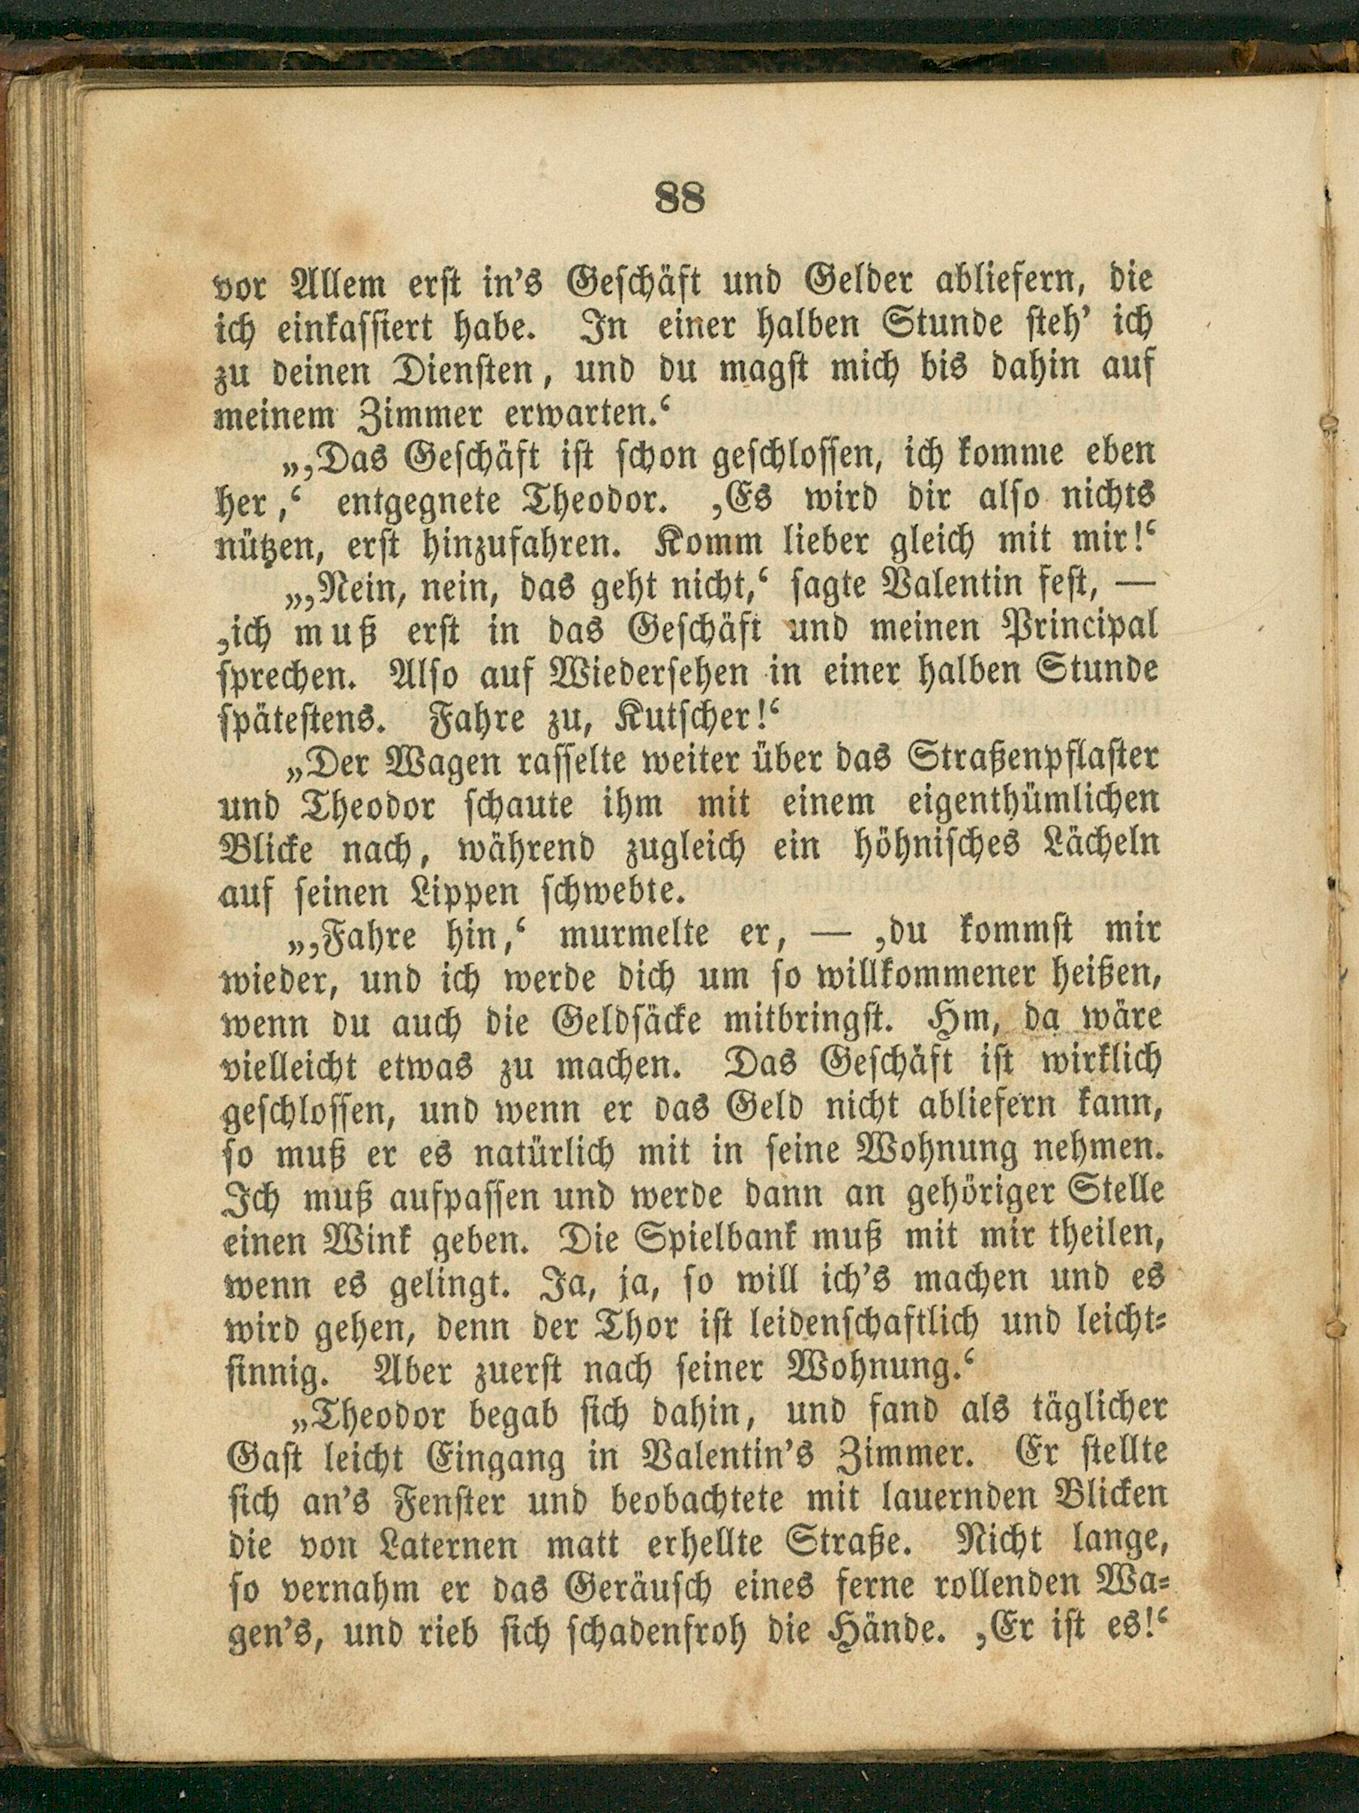 88
vor Allem erst in's Geschäft und Gelder abliefern, die
ich einkassiert habe. In einer halben Stunde steh' ich
zu deinen Diensten, und du magst mich bis dahin auf
meinem Zimmer erwarten.‘
„‚Das Geschäft ist schon geschlossen, ich komme eben
her,‘ entgegnete Theodor. ‚Es wird dir also nichts
nützen, erst hinzufahren. Komm lieber gleich mit mir!‘
„‚Nein, nein, das geht nicht,‘ sagte Valentin fest, —
‚ich muß erst in das Geschäft und meinen Principal
sprechen. Also auf Wiedersehen in einer halben Stunde
spätestens. Fahre zu, Kutscher!‘
„Der Wagen rasselte weiter über das Straßenpflaster
und Theodor schaute ihm mit einem eigenthümlichen
Blicke nach, während zugleich ein höhnisches Lächeln
auf seinen Lippen schwebte.
„‚Fahre hin,‘ murmelte er, — ‚du kommst mir
wieder, und ich werde dich um so willkommener heißen,
wenn du auch die Geldsäcke mitbringst. Hm, da wäre
vielleicht etwas zu machen. Das Geschäft ist wirklich
geschlossen, und wenn er das Geld nicht abliefern kann,
so muß er es natürlich mit in seine Wohnung nehmen.
Ich muß aufpassen und werde dann an gehöriger Stelle
einen Wink geben. Die Spielbank muß mit mir theilen,
wenn es gelingt. Ja, ja, so will ich's machen und es
wird gehen, denn der Thor ist leidenschaftlich und leicht-
sinnig. Aber zuerst nach seiner Wohnung.‘
„Theodor begab sich dahin, und fand als täglicher
Gast leicht Eingang in Valentin's Zimmer. Er stellte
sich an's Fenster und beobachtete mit lauernden Blicken
die von Laternen matt erhellte Straße. Nicht lange,
so vernahm er das Geräusch eines ferne rollenden Wa-
gen's, und rieb sich schadenfroh die Hände. ‚Er ist es!‘